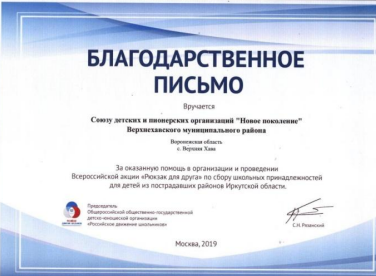 БЛАГОДАРСТВЕННОЕ
ПИСЬМО
Вручается
Союзу детских и пионерских организаций "Новое поколение"
Верхнехавского муниципального района
Воронежская область
с. Верхняя Хава
За оказанную помощь в организации и проведении
Всероссийской акции «Рюкзак для друга» по сбору школьных принадлежностей
для детей из пострадавших районов Иркутской области.
Председатель
Общероссийской общественно-государственной
детско-юношеской организации
«Российское движение школьников»
С.Н. Рязанский
Москва, 2019